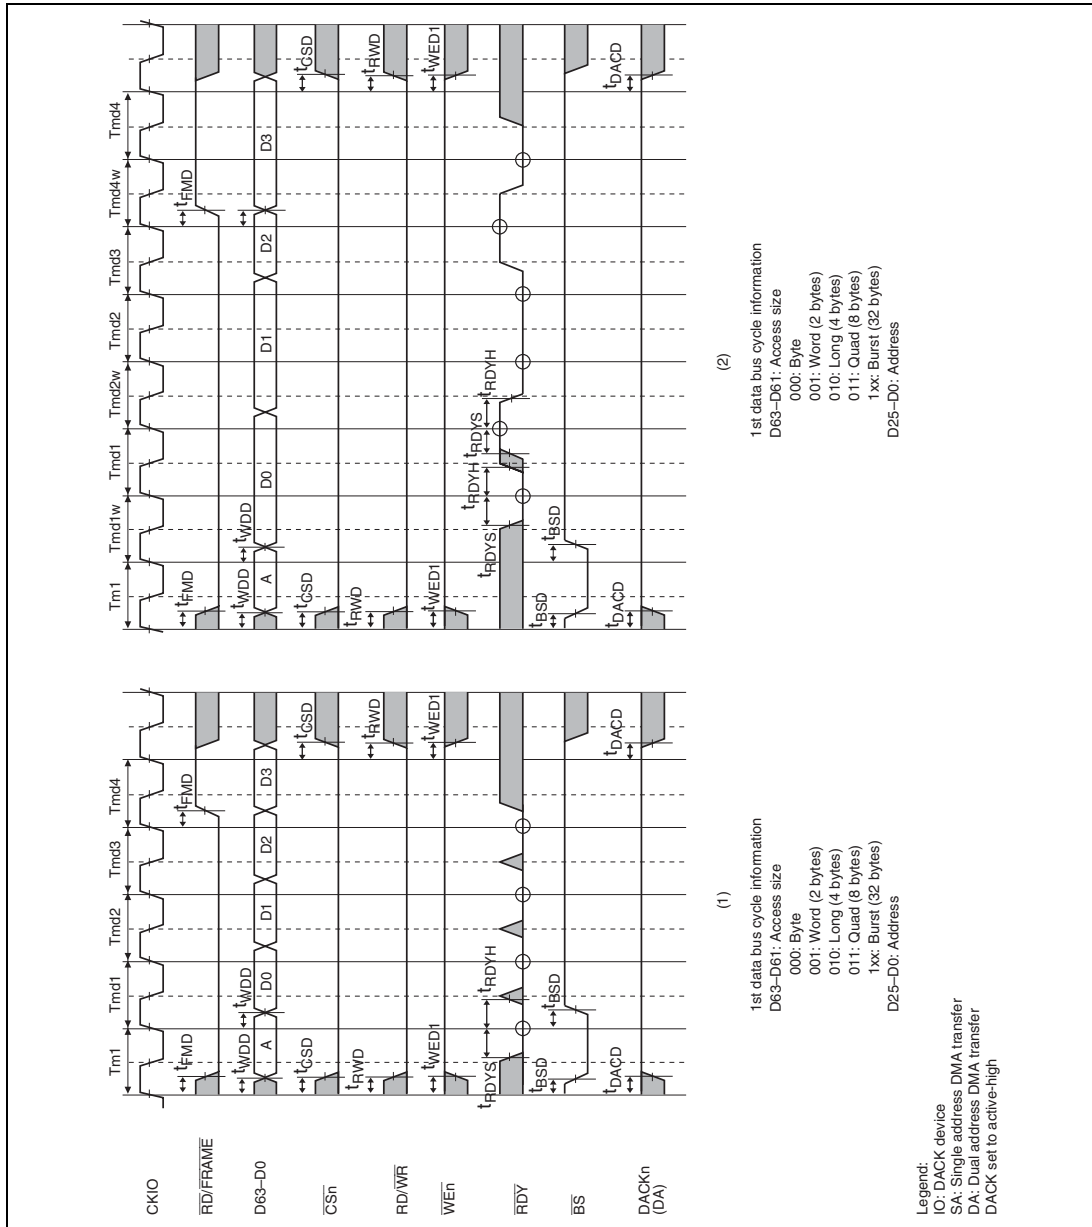 CKIO
RD/FRAME
D63–D0
CSn
RD/WR
WEn
RDY
BS
DACKn
(DA)
Tm1
Tmd1
Tmd2
Tmd3
Tmd4
tFMD
tFMD
tWDD
tWDD
A
D0
D1
D2
D3
tCSD
tCSD
tRWD
tRWD
tWED1
tWED1
tRDYS
tRDYH
tBSD
tBSD
tDACD
tDACD
(1)
1st data bus cycle information
D63–D61: Access size
000: Byte
001: Word (2 bytes)
010: Long (4 bytes)
011: Quad (8 bytes)
1xx: Burst (32 bytes)
D25–D0: Address
Tm1
Tmd1w
Tmd1
Tmd2w
Tmd2
Tmd3
Tmd4w
Tmd4
tFMD
tFMD
tWDD
tWDD
A
D0
D1
D2
D3
tCSD
tCSD
tRWD
tRWD
tWED1
tWED1
tRDYS
tRDYH
tRDYS
tRDYH
tBSD
tBSD
tDACD
tDACD
(2)
1st data bus cycle information
D63–D61: Access size
000: Byte
001: Word (2 bytes)
010: Long (4 bytes)
011: Quad (8 bytes)
1xx: Burst (32 bytes)
D25–D0: Address
Legend:
IO: DACK device
SA: Single address DMA transfer
DA: Dual address DMA transfer
DACK set to active-high